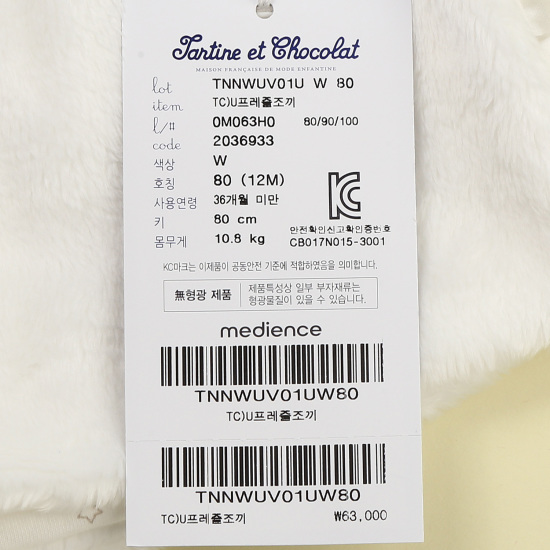 Tartine et Chocolat
MAISON FRANÇAISE DE MODE ENFANTINE
lot TNNWUV01U W 80
item TC)U프레쥴조끼
l/# 0M063H0 80/90/100
code 2036933
색상 W
호칭 80 (12M)
사용연령 36개월 미만
키 80 cm
몸무게 10.8 kg
KC
안전확인신고확인증번호
CB017N015-3001
KC마크는 이제품이 공통안전 기준에 적합하였음을 의미합니다.
無형광 제품
제품특성상 일부 부자재류는
형광물질이 있을 수 있습니다.
medience
TNNWUV01UW80
TC)U프레쥴조끼
TNNWUV01UW80
TC)U프레쥴조끼 ₩63,000